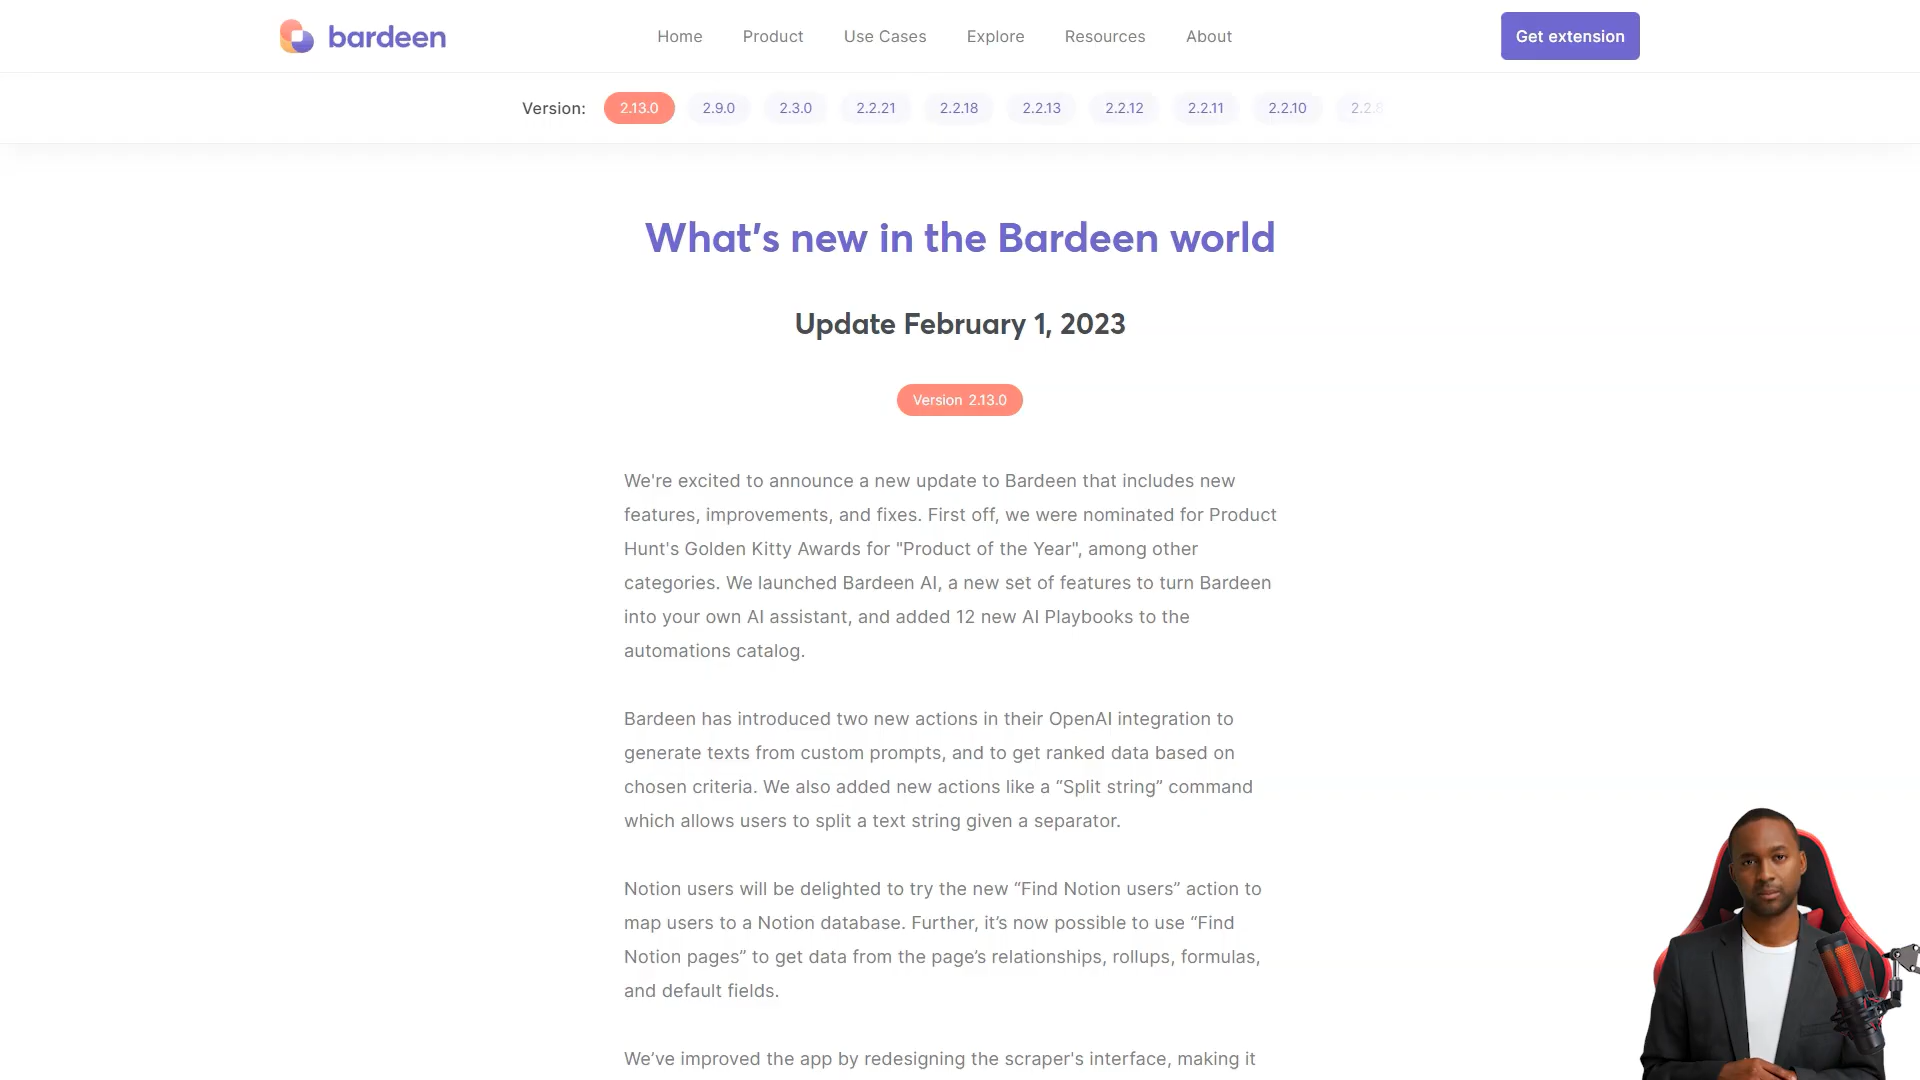 bardeen
Home Product Use Cases Explore Resources About
Get extension
Version: 2.13.0 2.9.0 2.3.0 2.2.21 2.2.18 2.2.13 2.2.12 2.2.11 2.2.10 2.2.8
What's new in the Bardeen world
Update February 1, 2023
Version 2.13.0
We're excited to announce a new update to Bardeen that includes new
features, improvements, and fixes. First off, we were nominated for Product
Hunt's Golden Kitty Awards for "Product of the Year", among other
categories. We launched Bardeen AI, a new set of features to turn Bardeen
into your own AI assistant, and added 12 new AI Playbooks to the
automations catalog.
Bardeen has introduced two new actions in their OpenAI integration to
generate texts from custom prompts, and to get ranked data based on
chosen criteria. We also added new actions like a “Split string” command
which allows users to split a text string given a separator.
Notion users will be delighted to try the new “Find Notion users” action to
map users to a Notion database. Further, it’s now possible to use “Find
Notion pages” to get data from the page’s relationships, rollups, formulas,
and default fields.
We’ve improved the app by redesigning the scraper's interface, making it